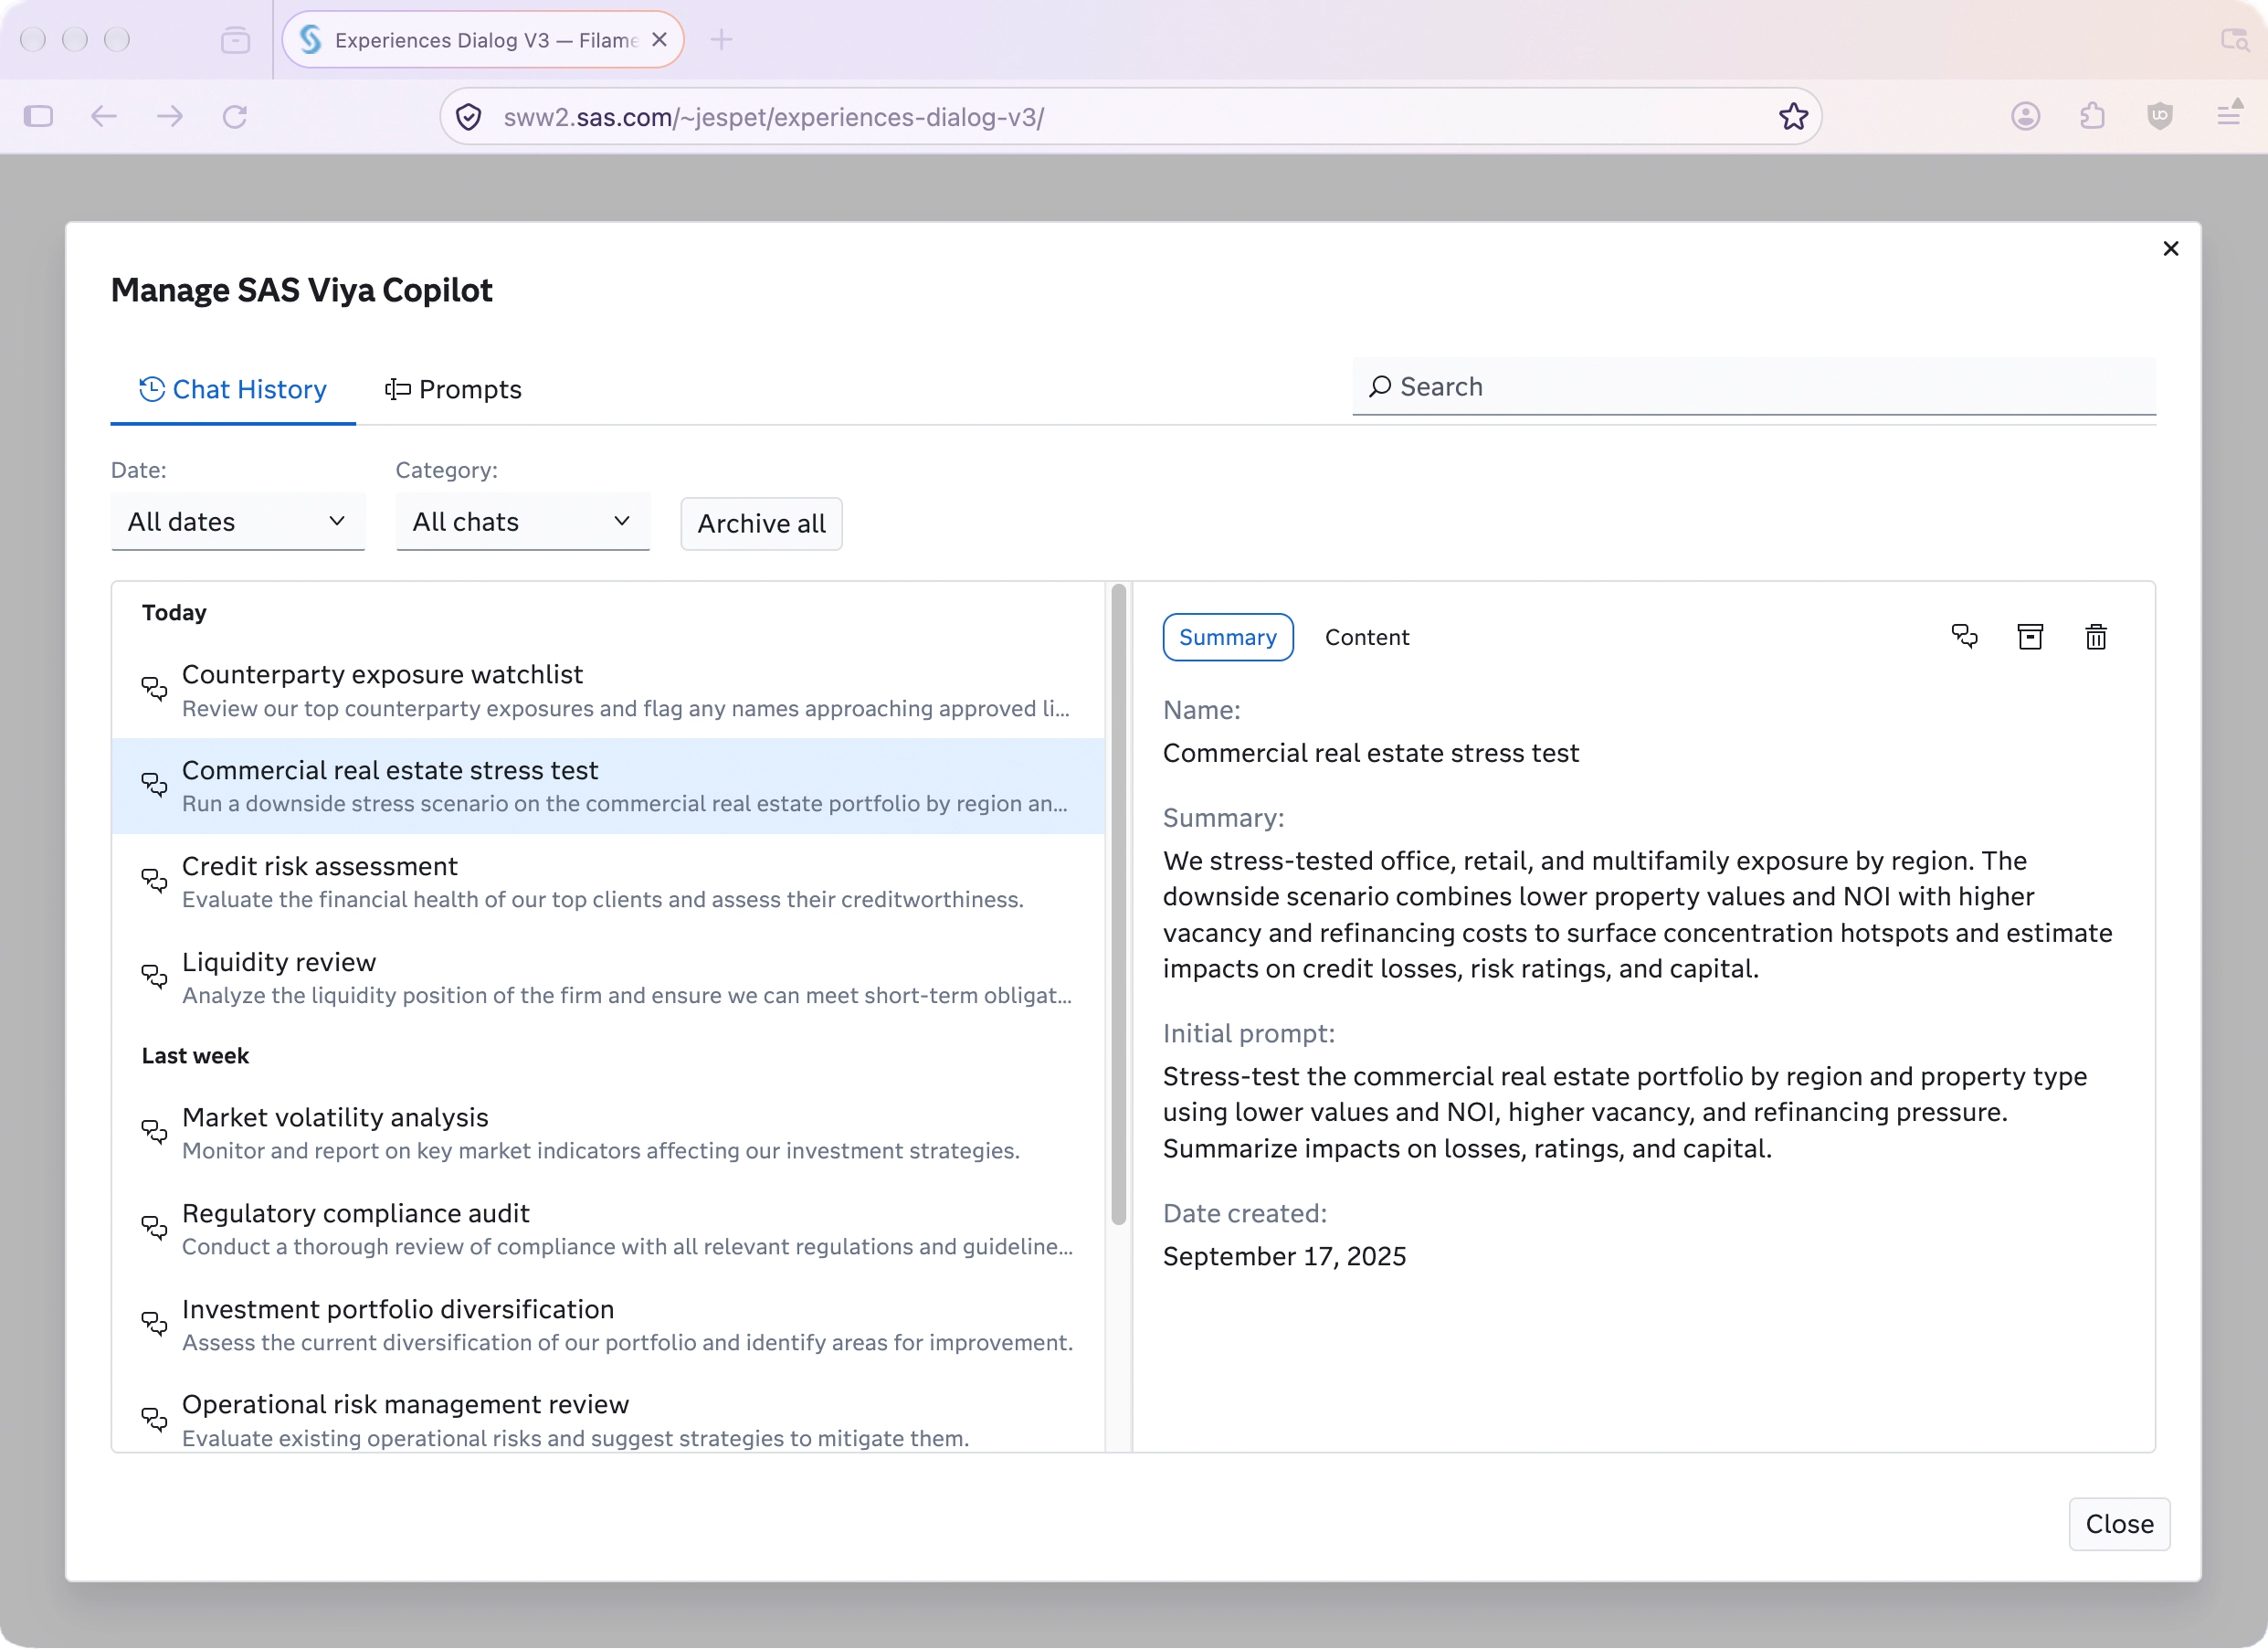 Experiences Dialog V3 — Filame
sww2.sas.com/~jespet/experiences-dialog-v3/
Manage SAS Viya Copilot
Chat History
Prompts
Search
Date:
Category:
All dates
All chats
Archive all
Today
Counterparty exposure watchlist
Review our top counterparty exposures and flag any names approaching approved li...
Commercial real estate stress test
Run a downside stress scenario on the commercial real estate portfolio by region an...
Credit risk assessment
Evaluate the financial health of our top clients and assess their creditworthiness.
Liquidity review
Analyze the liquidity position of the firm and ensure we can meet short-term obligat...
Last week
Market volatility analysis
Monitor and report on key market indicators affecting our investment strategies.
Regulatory compliance audit
Conduct a thorough review of compliance with all relevant regulations and guideline...
Investment portfolio diversification
Assess the current diversification of our portfolio and identify areas for improvement.
Operational risk management review
Evaluate existing operational risks and suggest strategies to mitigate them.
Summary
Content
Name:
Commercial real estate stress test
Summary:
We stress-tested office, retail, and multifamily exposure by region. The
downside scenario combines lower property values and NOI with higher
vacancy and refinancing costs to surface concentration hotspots and estimate
impacts on credit losses, risk ratings, and capital.
Initial prompt:
Stress-test the commercial real estate portfolio by region and property type
using lower values and NOI, higher vacancy, and refinancing pressure.
Summarize impacts on losses, ratings, and capital.
Date created:
September 17, 2025
Close